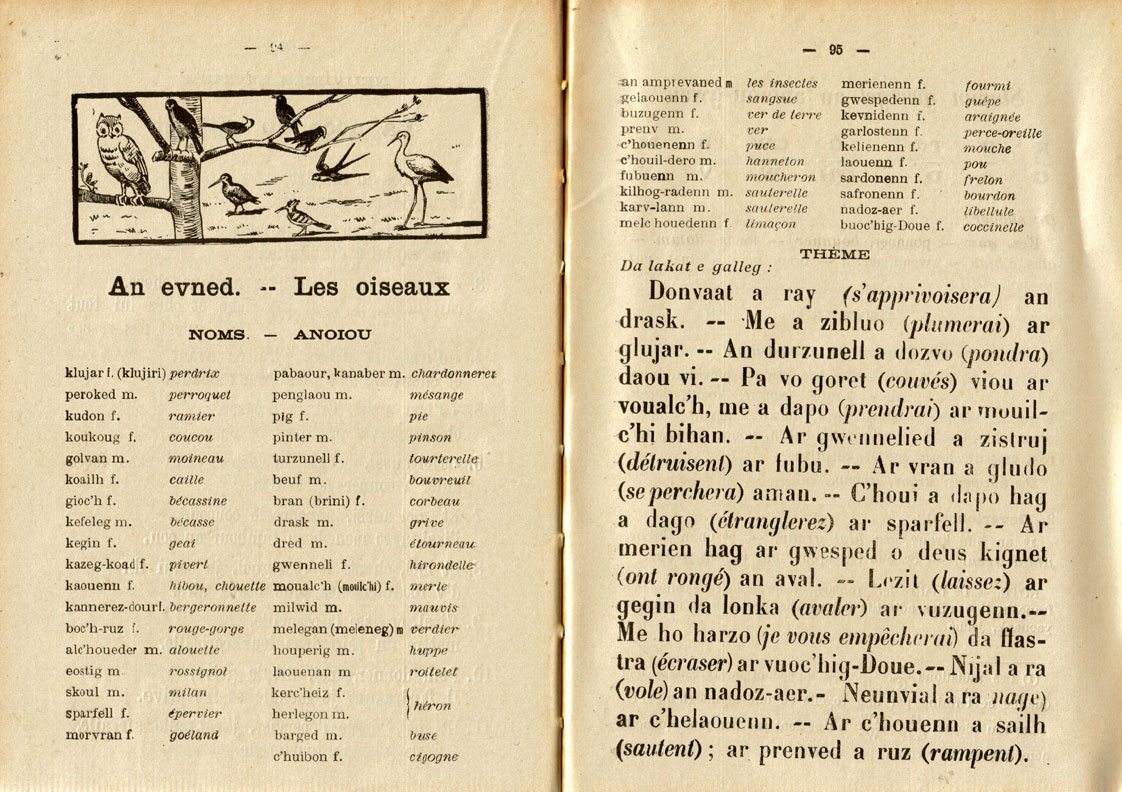 — 94 —
An evned. -- Les oiseaux
NOMS. — ANOIOU
klujar f. (klujiri) perdrix
peroked m. perroquet
kudon f. ramier
koukoug f. coucou
golvan m. moineau
koailh f. caille
gioc'h f. bécassine
kefeleg m. bécasse
kegin f. geai
kazeg-koad f. pivert
kaouenn f. hibou, chouette
kannerez-dour f. bergeronnette
boc'h-ruz f. rouge-gorge
alc'houeder m. alouette
eostig m. rossignol
skoul m. milan
sparfell f. épervier
morvran f. goéland
pabaour, kanaber m. chardonneret
penglaou m. mésange
pig f. pie
pinter m. pinson
turzunell f. tourterelle
beuf m. bouvreuil
bran (brini) f. corbeau
drask m. grive
dred m. étourneau
gwenneli f. hirondelle
moualc'h (mouilc'hi) f. merle
milwid m. mauvis
melegan (meleneg) m verdier
houperig m. huppe
laouenan m. roitelet
kerc'heiz f.
herlegon m. héron
barged m. buse
c'huibon f. cigogne
— 95 —
an amprevaned m les insectes
gelaouenn f. sangsue
buzugenn f. ver de terre
prenv m. ver
c'houenenn f. puce
c'houil-dero m. hanneton
fubuenn m. moucheron
kilhog-radenn m. sauterelle
karv-lann m. sauterelle
melc houedenn f limaçon
merienenn f. fourmi
gwespedenn f. guêpe
kevnidenn f. araignée
garlostenn f. perce-oreille
kelienenn f. mouche
laouenn f. pou
sardonenn f. frelon
safronenn f. bourdon
nadoz-aer f. libellule
buoc'hig-Doue f. coccinelle
THÈME
Da lakat e galleg :
Donvaat a ray (s'apprivoisera) an
drask. -- Me a zibluo (plumerai) ar
glujar. -- An durzunell a dozvo (pondra)
daou vi. -- Pa vo goret (couvés) viou ar
voualc'h, me a dapo (prendrai) ar mouil-
c'hi bihan. -- Ar gwennelied a zistruj
(détruisent) ar fubu. -- Ar vran a gludo
(se perchera) aman. -- C'houi a dapo hag
a dago (étranglerez) ar sparfell. -- Ar
merien hag ar gwesped o deus kignet
(ont rongé) an aval. -- Lezit (laissez) ar
gegin da lonka (avaler) ar vuzugenn.--
Me ho harzo (je vous empêcherai) da flas-
tra (écraser) ar vuoc'hig-Doue. -- Nijal a ra
(vole) an nadoz-aer.- Neunvial a ra nage)
ar c'helaouenn. -- Ar c'houenn a sailh
(sautent) ; ar prenved a ruz (rampent).